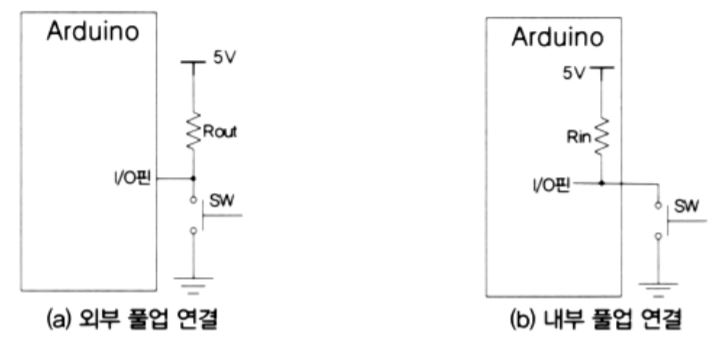 Arduino
5V
Rout
I/O핀
SW
(a) 외부 풀업 연결
Arduino
5V
Rin
I/O핀
SW
(b) 내부 풀업 연결